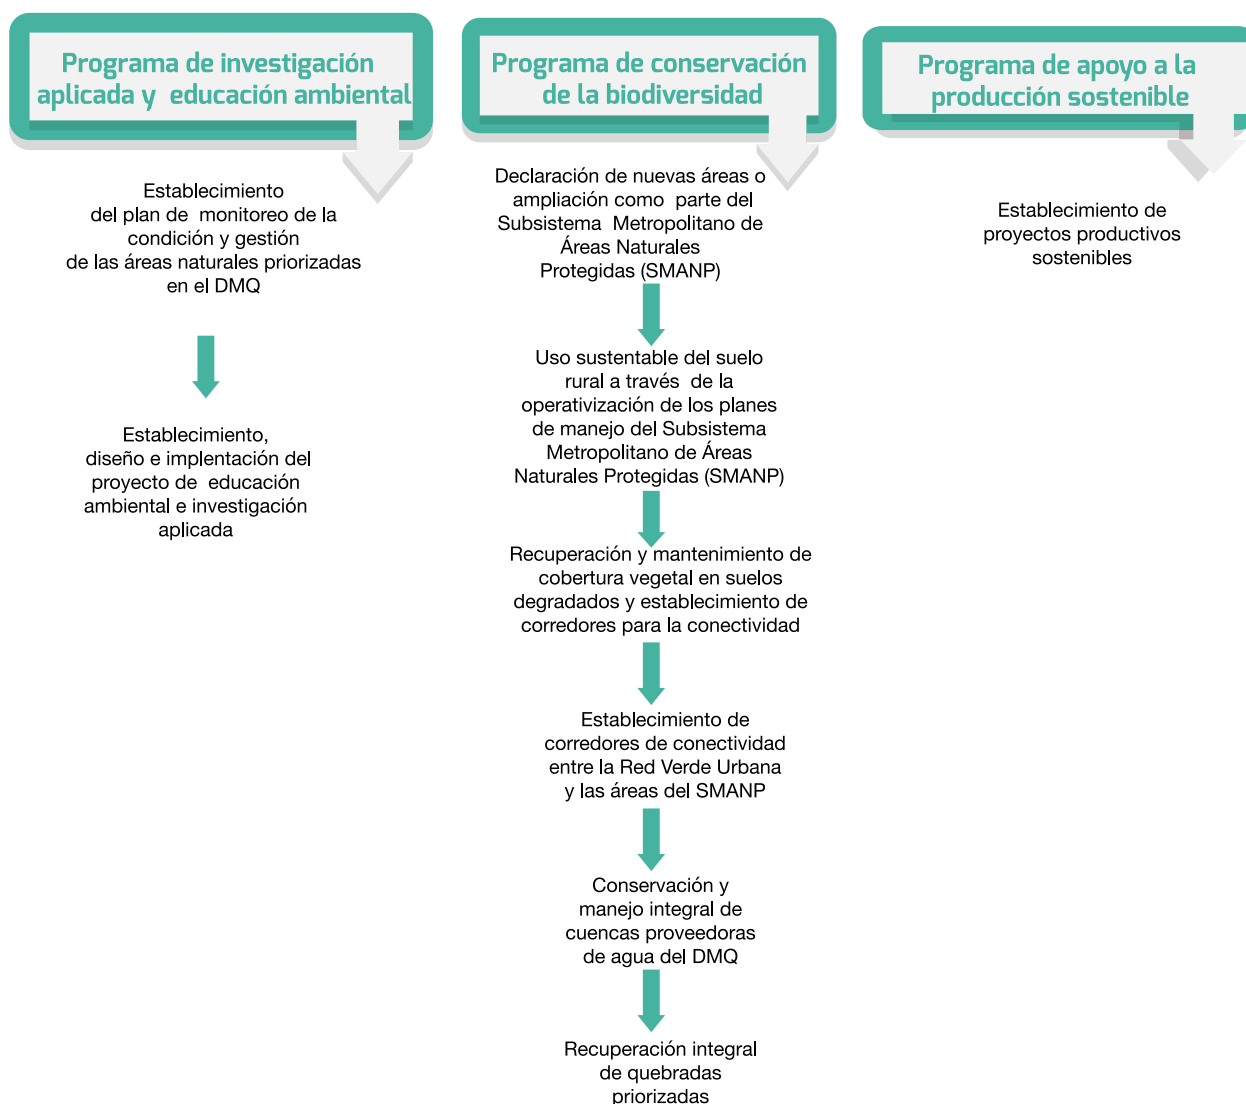 Programa de investigación
aplicada y educación ambiental
Establecimiento
del plan de monitoreo de la
condición y gestión
de las áreas naturales priorizadas
en el DMQ
Establecimiento,
diseño e implentación del
proyecto de educación
ambiental e investigación
aplicada
Programa de conservación
de la biodiversidad
Declaración de nuevas áreas o
ampliación como parte del
Subsistema Metropolitano de
Áreas Naturales
Protegidas (SMANP)
Uso sustentable del suelo
rural a través de la
operativización de los planes
de manejo del Subsistema
Metropolitano de Áreas
Naturales Protegidas (SMANP)
Recuperación y mantenimiento de
cobertura vegetal en suelos
degradados y establecimiento de
corredores para la conectividad
Establecimiento de
corredores de conectividad
entre la Red Verde Urbana
y las áreas del SMANP
Conservación y
manejo integral de
cuencas proveedoras
de agua del DMQ
Recuperación integral
de quebradas
priorizadas
Programa de apoyo a la
producción sostenible
Establecimiento de
proyectos productivos
sostenibles